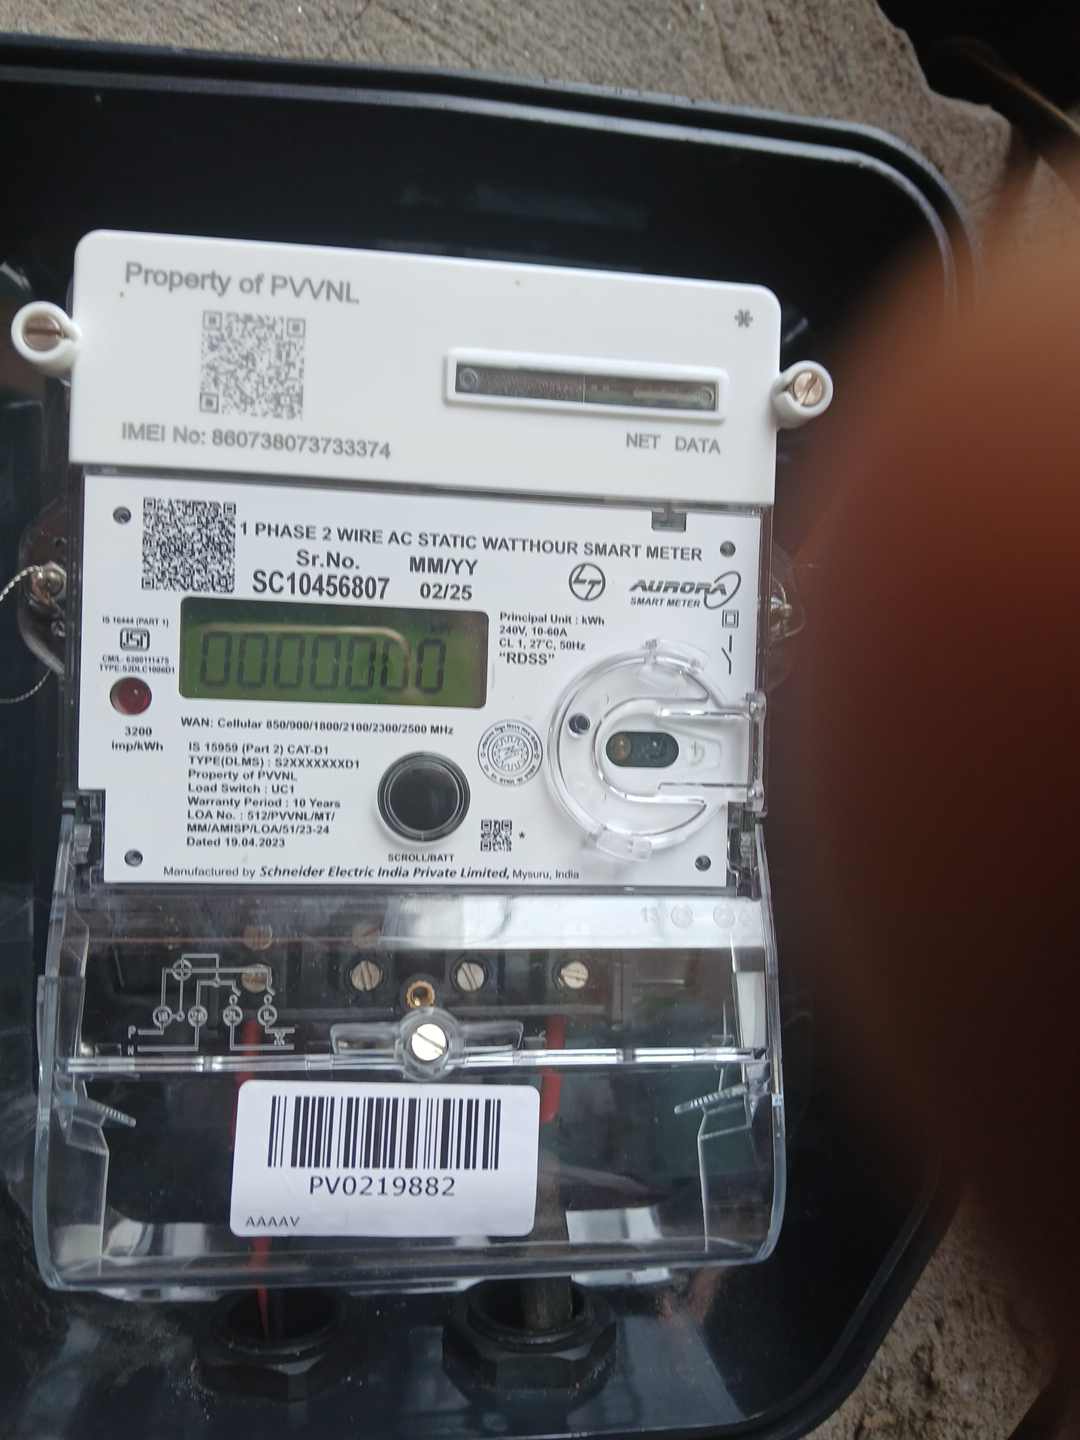 Property of PVVNL
IMEI No: 860738073733374
NET DATA
1 PHASE 2 WIRE AC STATIC WATTHOUR SMART METER
Sr.No. MM/YY
SC10456807 02/25
LT
AURORA
SMART METER
IS 16444 (PART 1)
ISI
CM/L- 6200111475
3200
imp/kWh
0000000
Principal Unit : kWh
240V, 10-60A
CL 1, 27°C, 50Hz
"RDSS"
WAN: Cellular 850/900/1800/2100/2300/2500 MHz
IS 15959 (Part 2) CAT-D1
TYPE(DLMS) : S2XXXXXXXD1
Property of PVVNL
Load Switch : UC1
Warranty Period : 10 Years
LOA No. : 512/PVVNL/MT/
MM/AMISP/LOA/51/23-24
Dated 19.04.2023
SCROLL/BATT
Manufactured by Schneider Electric India Private Limited, Mysuru, India
P
N
PV0219882
AAAAV